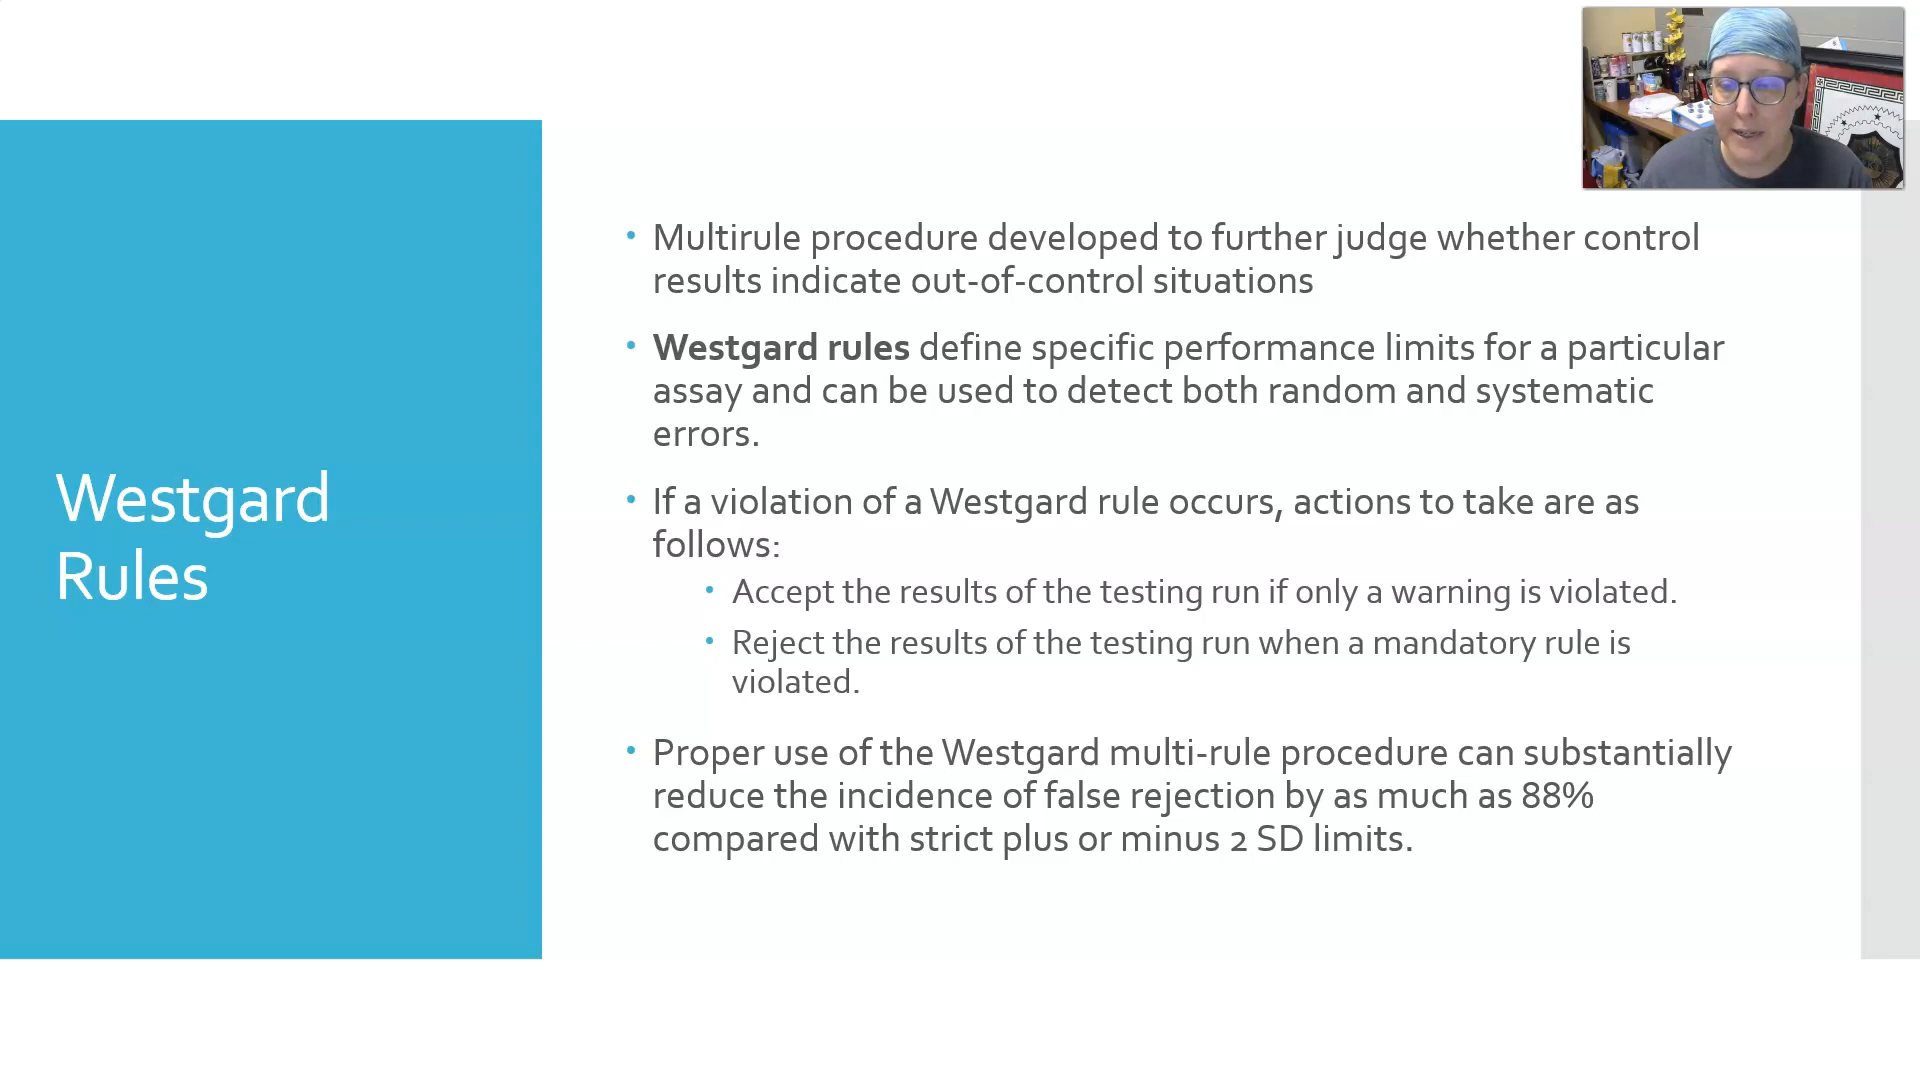 Westgard
Rules
• Multirule procedure developed to further judge whether control
results indicate out-of-control situations
• Westgard rules define specific performance limits for a particular
assay and can be used to detect both random and systematic
errors.
• If a violation of a Westgard rule occurs, actions to take are as
follows:
• Accept the results of the testing run if only a warning is violated.
• Reject the results of the testing run when a mandatory rule is
violated.
• Proper use of the Westgard multi-rule procedure can substantially
reduce the incidence of false rejection by as much as 88%
compared with strict plus or minus 2 SD limits.